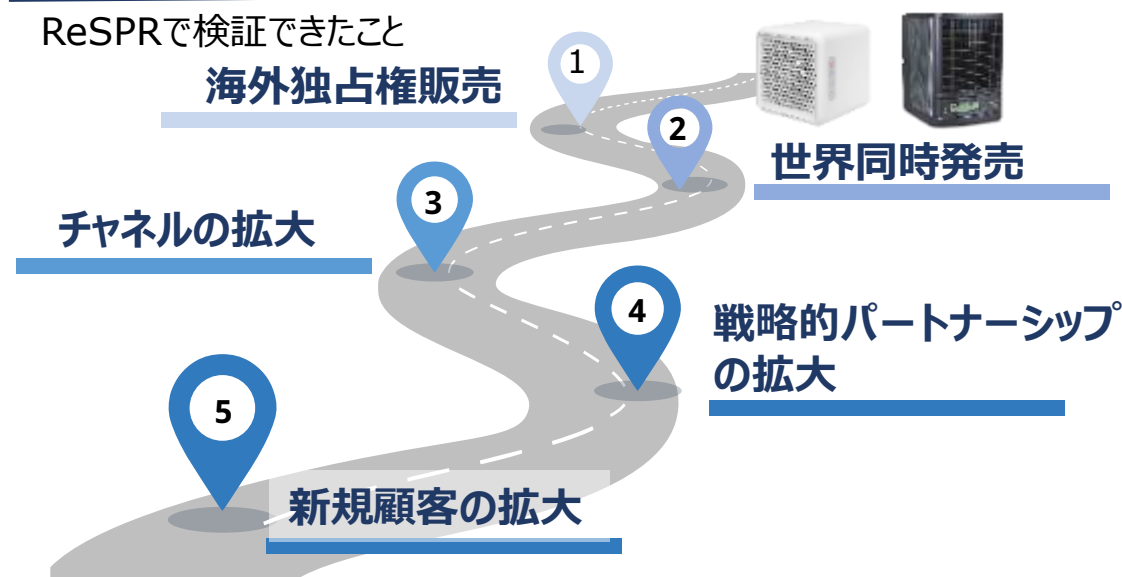 ReSPRで検証できたこと
海外独占権販売
1
2
世界同時発売
3
チャネルの拡大
4
戦略的パートナーシップ
の拡大
5
新規顧客の拡大